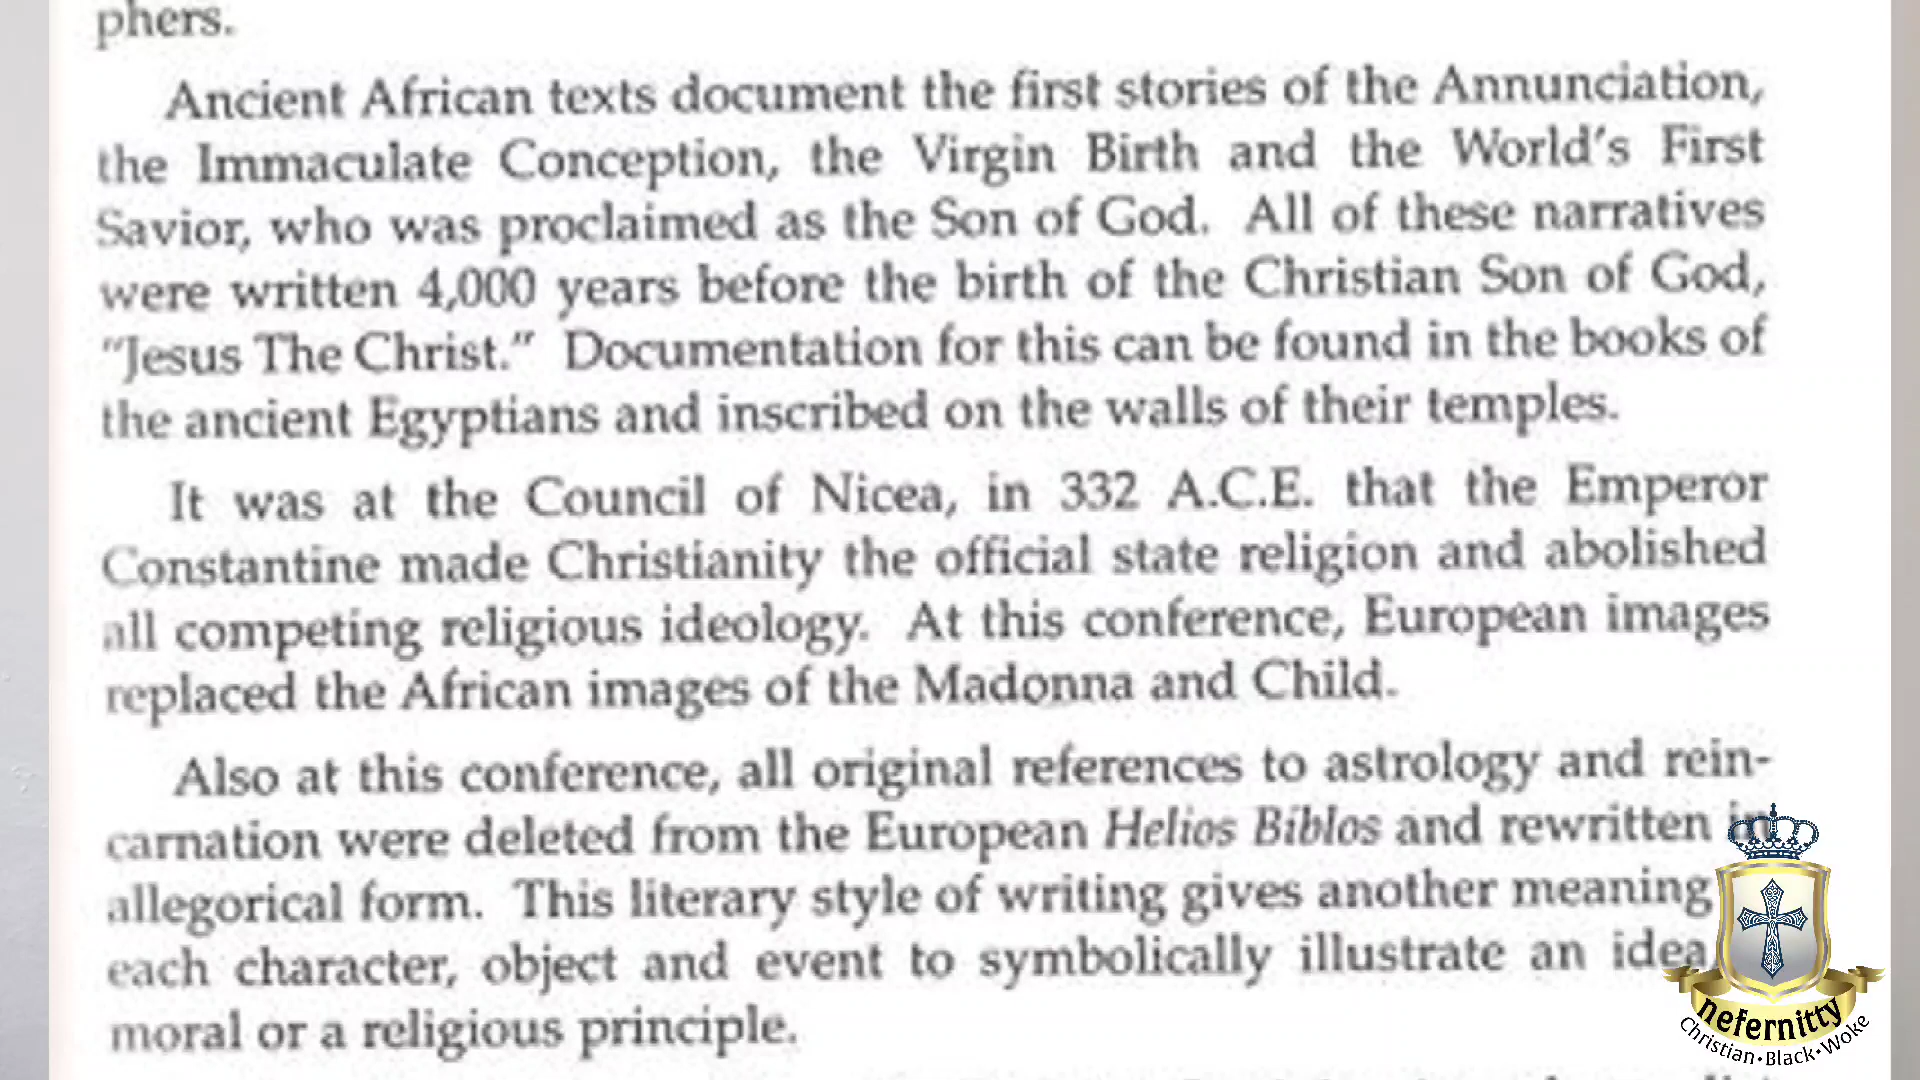 phers.
Ancient African texts document the first stories of the Annunciation,
the Immaculate Conception, the Virgin Birth and the World's First
Savior, who was proclaimed as the Son of God. All of these narratives
were written 4,000 years before the birth of the Christian Son of God,
"Jesus The Christ." Documentation for this can be found in the books of
the ancient Egyptians and inscribed on the walls of their temples.
It was at the Council of Nicea, in 332 A.C.E. that the Emperor
Constantine made Christianity the official state religion and abolished
all competing religious ideology. At this conference, European images
replaced the African images of the Madonna and Child.
Also at this conference, all original references to astrology and rein-
carnation were deleted from the European Helios Biblos and rewritten in
allegorical form. This literary style of writing gives another meaning
each character, object and event to symbolically illustrate an idea,
moral or a religious principle.
nefernitty
Christian•Black•Woke